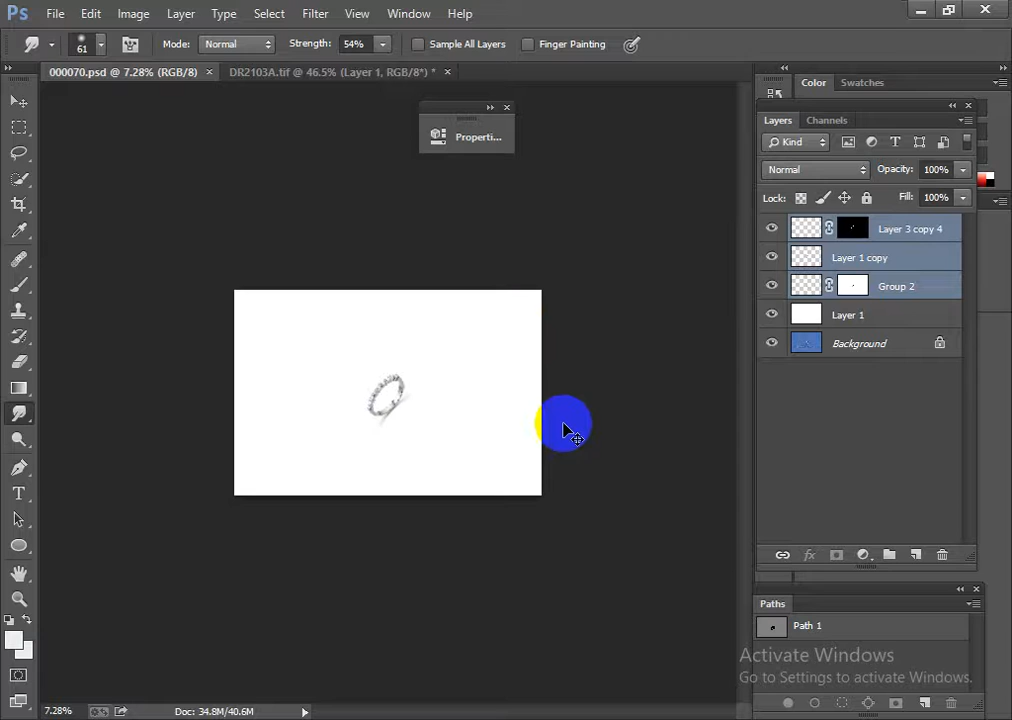 Ps File Edit Image Layer Type Select Filter View Window Help
61 Mode: Normal Strength: 54% Sample All Layers Finger Painting
000070.psd @ 7.28% (RGB/8) × DR2103A.tif @ 46.5% (Layer 1, RGB/8*) * ×
Color Swatches
Properti...
Layers Channels
Kind
Normal Opacity: 100%
Lock: Fill: 100%
Layer 3 copy 4
Layer 1 copy
Group 2
Layer 1
Background
fx
Paths
Path 1
Activate Windows
Go to Settings to activate Windows.
7.28% Doc: 34.8M/40.6M